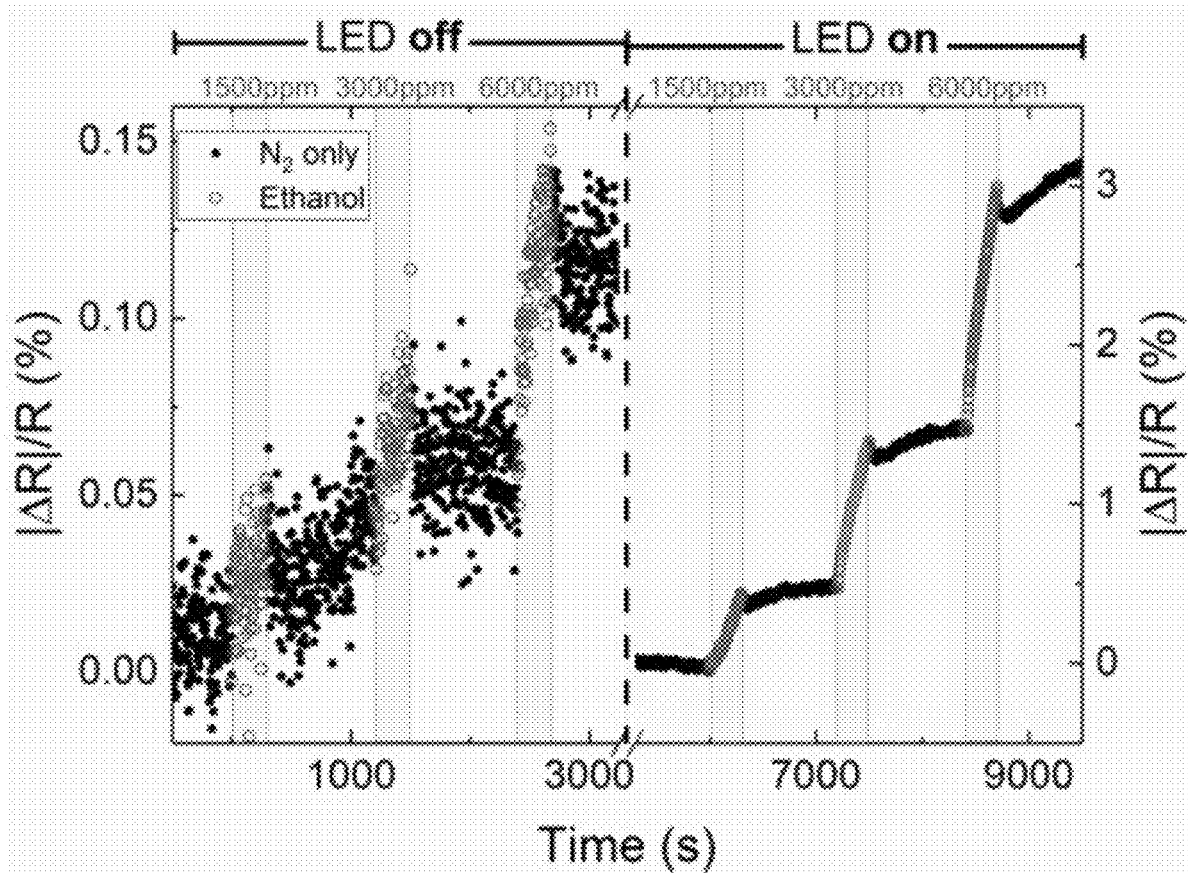 LED off LED on
1500ppm 3000ppm 6000ppm 1500ppm 3000ppm 6000ppm
0.15
N₂ only
Ethanol
3
0.10
2
|ΔR|/R (%)
|ΔR|/R (%)
0.05
1
0.00
0
1000 3000 7000 9000
Time (s)